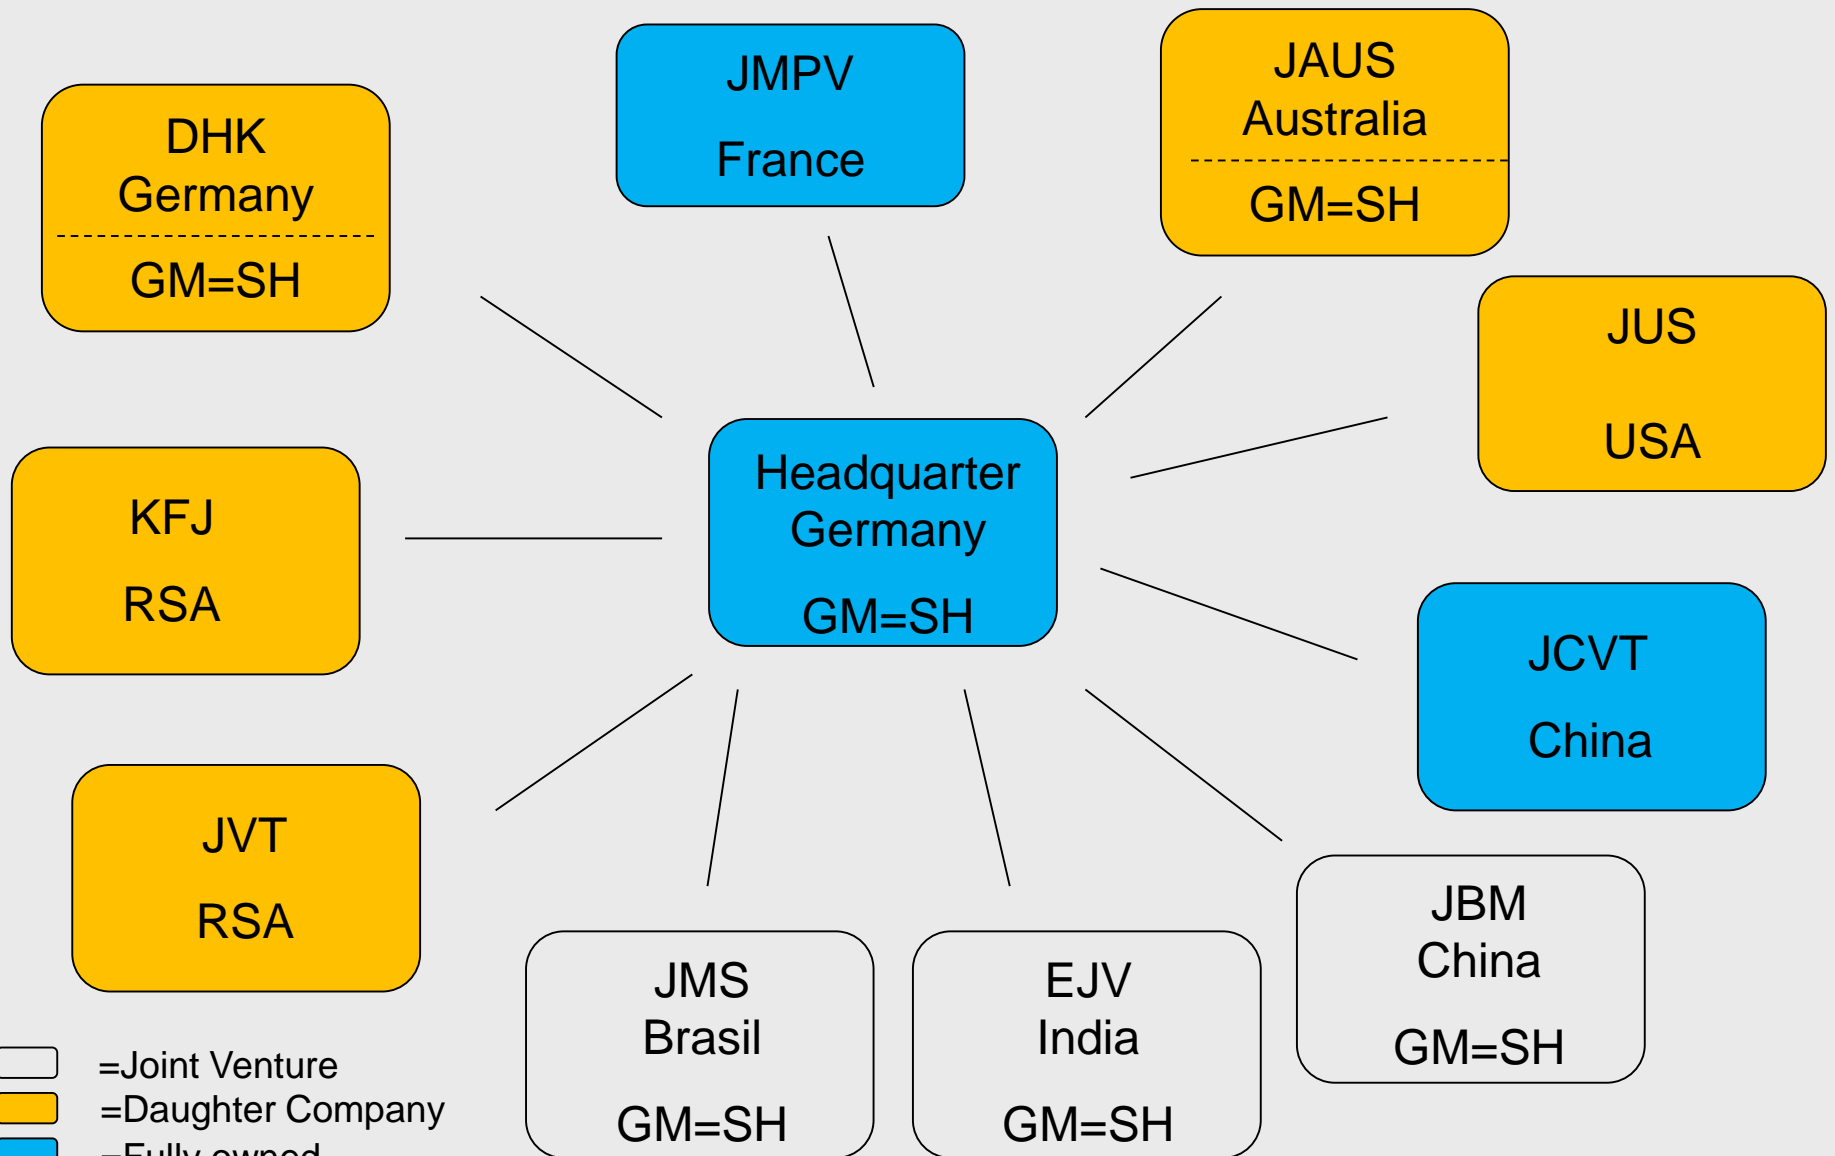 JMPV
France
JAUS
Australia
GM=SH
DHK
Germany
GM=SH
JUS
USA
Headquarter
Germany
GM=SH
KFJ
RSA
JCVT
China
JVT
RSA
JBM
China
GM=SH
JMS
Brasil
GM=SH
EJV
India
GM=SH
=Joint Venture
=Daughter Company
=Fully owned